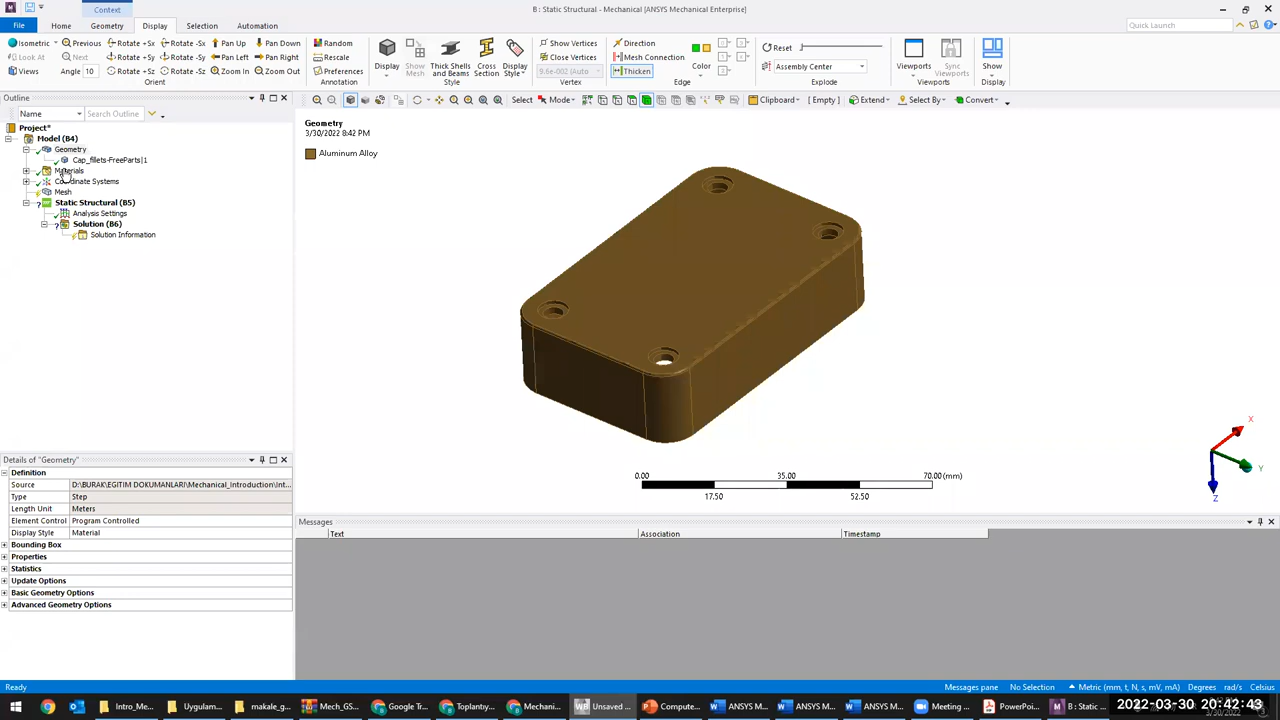 Context
B : Static Structural - Mechanical [ANSYS Mechanical Enterprise]
File Home Geometry Display Selection Automation
Quick Launch
Isometric Previous Rotate +Sx Rotate -Sx Pan Up Pan Down
Look At Next Rotate +Sy Rotate -Sy Pan Left Pan Right
Views Angle 10 Rotate +Sz Rotate -Sz Zoom In Zoom Out
Orient
Random
Rescale
Preferences
Annotation
Display
Show Mesh
Thick Shells and Beams
Cross Section
Display Style
Style
Show Vertices
Close Vertices
9.6e-002 (Auto
Vertex
Direction
Mesh Connection
Thicken
Color
Edge
Reset
Assembly Center
Explode
Viewports
Sync Viewports
Viewports
Show
Display
Outline
Name Search Outline
Select Mode Clipboard [ Empty ] Extend Select By Convert
Project*
Model (B4)
Geometry
Cap_fillets-FreeParts|1
Materials
Coordinate Systems
Mesh
Static Structural (B5)
Analysis Settings
Solution (B6)
Solution Information
Geometry
3/30/2022 8:42 PM
Aluminum Alloy
X
Y
Z
0.00 35.00 70.00 (mm)
17.50 52.50
Details of "Geometry"
Definition
Source D:\BURAK\EGITIM DOKUMANLARI\Mechanical_Introduction\Int...
Type Step
Length Unit Meters
Element Control Program Controlled
Display Style Material
Bounding Box
Properties
Statistics
Update Options
Basic Geometry Options
Advanced Geometry Options
Messages
Text Association Timestamp
Ready
Messages pane No Selection Metric (mm, t, N, s, mV, mA) Degrees rad/s Celsius
Intro_Me... Uygulam... makale_g... Mech_GS... Google Tr... Toplantıy... Mechani... Unsaved ... Compute... ANSYS M... ANSYS M... ANSYS M... Meeting ... PowerPoi... B : Static ...
2022-03-30 20:42:43